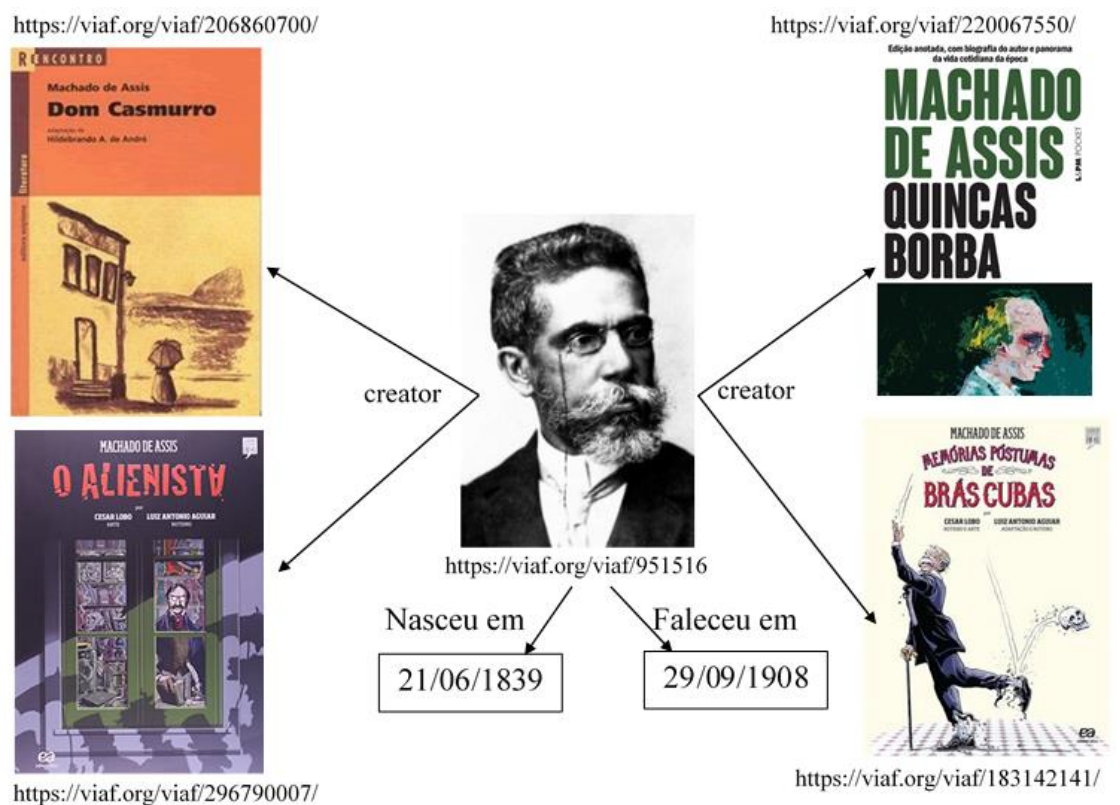 https://viaf.org/viaf/206860700/
REENCONTRO
Machado de Assis
Dom Casmurro
adaptação de
Hildebrando A. de André
literatura
editora scipione
https://viaf.org/viaf/220067550/
Edição anotada, com biografia do autor e panorama
da vida cotidiana da época
MACHADO
DE ASSIS
QUINCAS
BORBA
L&PM POCKET
creator
creator
https://viaf.org/viaf/951516
Nasceu em
Faleceu em
21/06/1839
29/09/1908
MACHADO DE ASSIS
O ALIENISTA
por
CESAR LOBO
ARTE
LUIZ ANTONIO AGUIAR
ROTEIRO
ea
https://viaf.org/viaf/296790007/
MACHADO DE ASSIS
MEMÓRIAS PÓSTUMAS
DE
BRÁS CUBAS
por
CESAR LOBO
ROTEIRO E ARTE
LUIZ ANTONIO AGUIAR
ADAPTAÇÃO E ROTEIRO
ea
https://viaf.org/viaf/183142141/